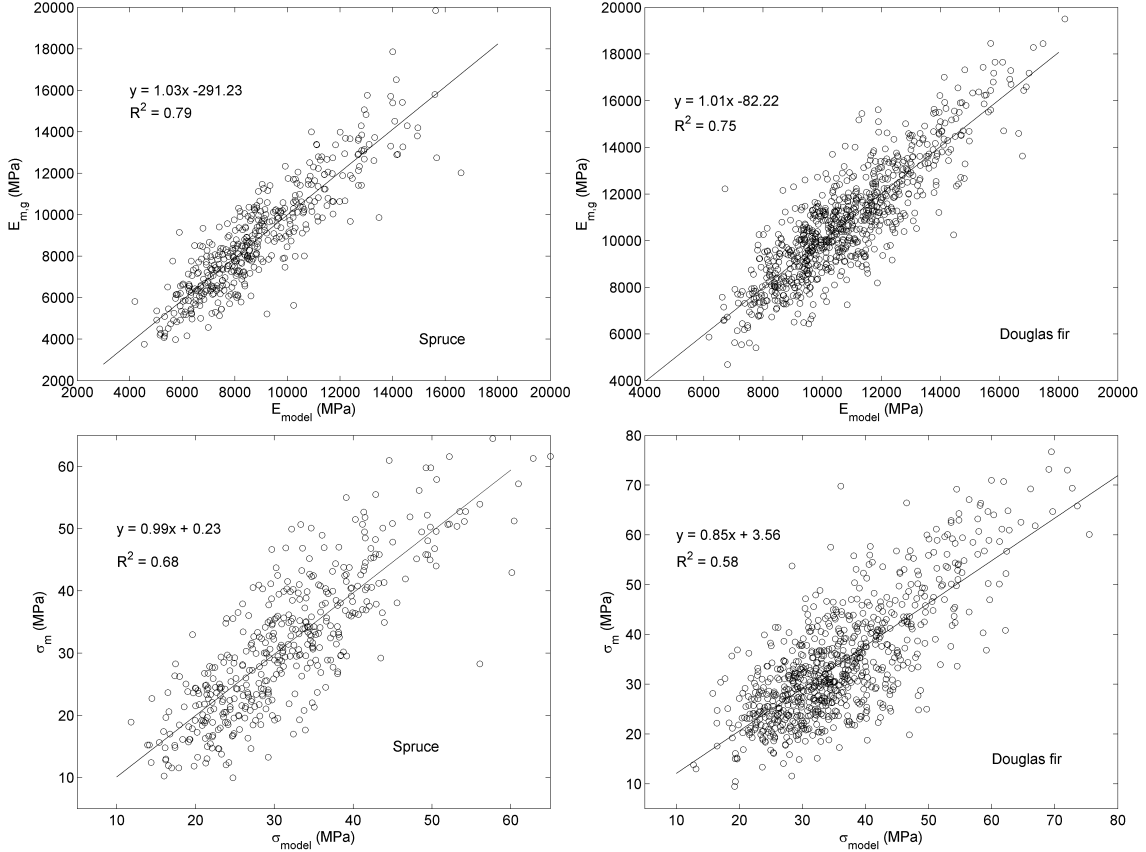 20000
18000
16000
14000
12000
10000
8000
6000
4000
2000
E_m,g (MPa)
y = 1.03x -291.23
R² = 0.79
Spruce
2000 4000 6000 8000 10000 12000 14000 16000 18000 20000
E_model (MPa)
20000
18000
16000
14000
12000
10000
8000
6000
4000
E_m,g (MPa)
y = 1.01x -82.22
R² = 0.75
Douglas fir
4000 6000 8000 10000 12000 14000 16000 18000 20000
E_model (MPa)
60
50
40
30
20
10
σ_m (MPa)
y = 0.99x + 0.23
R² = 0.68
Spruce
10 20 30 40 50 60
σ_model (MPa)
80
70
60
50
40
30
20
10
σ_m (MPa)
y = 0.85x + 3.56
R² = 0.58
Douglas fir
10 20 30 40 50 60 70 80
σ_model (MPa)